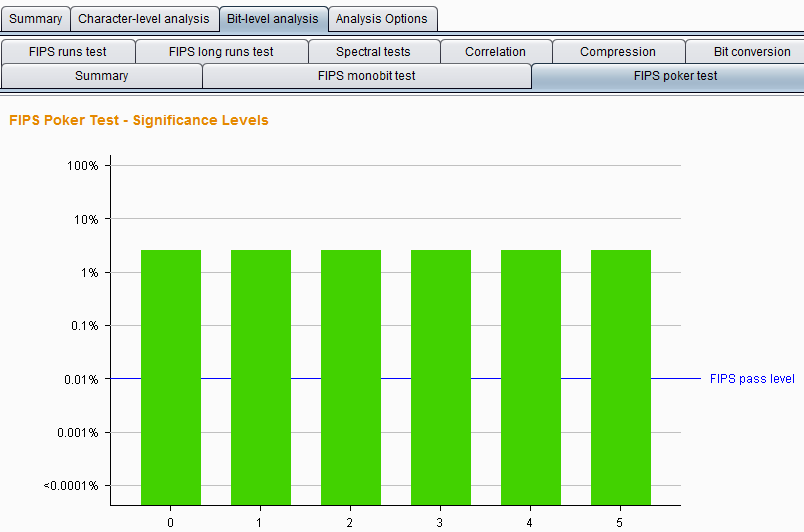 Summary Character-level analysis Bit-level analysis Analysis Options
FIPS runs test FIPS long runs test Spectral tests Correlation Compression Bit conversion
Summary FIPS monobit test FIPS poker test
FIPS Poker Test - Significance Levels
100%
10%
1%
0.1%
0.01% FIPS pass level
0.001%
<0.0001%
0 1 2 3 4 5